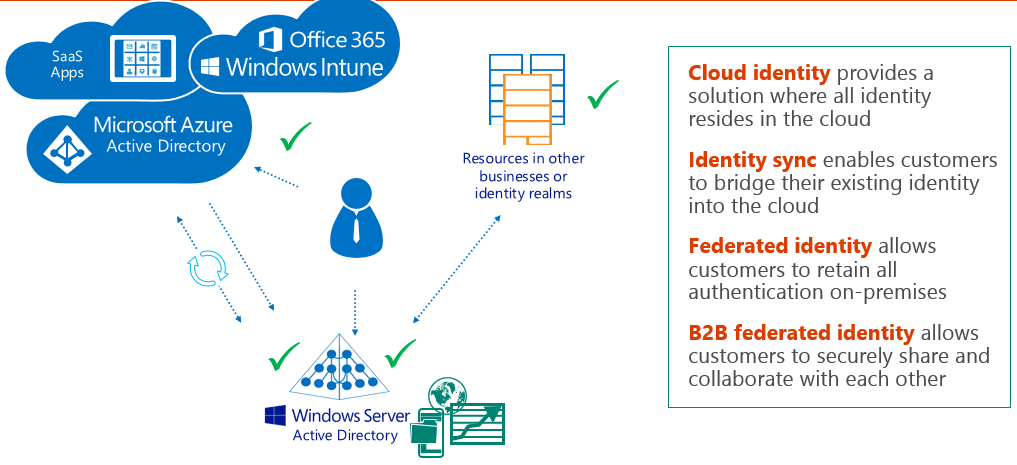 SaaS
Apps
Office 365
Windows Intune
Microsoft Azure
Active Directory
Resources in other
businesses or
identity realms
Windows Server
Active Directory
Cloud identity provides a
solution where all identity
resides in the cloud
Identity sync enables customers
to bridge their existing identity
into the cloud
Federated identity allows
customers to retain all
authentication on-premises
B2B federated identity allows
customers to securely share and
collaborate with each other